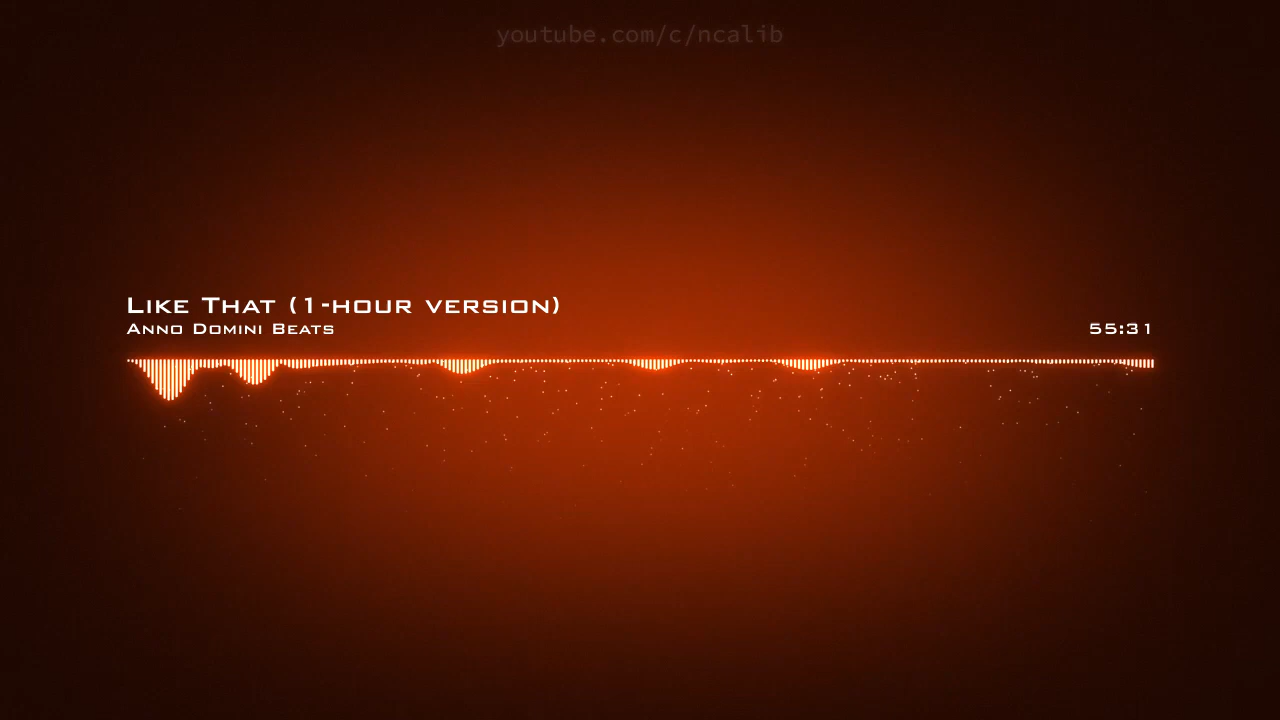 youtube.com/c/ncalib
Like That (1-hour version)
Anno Domini Beats
55:31